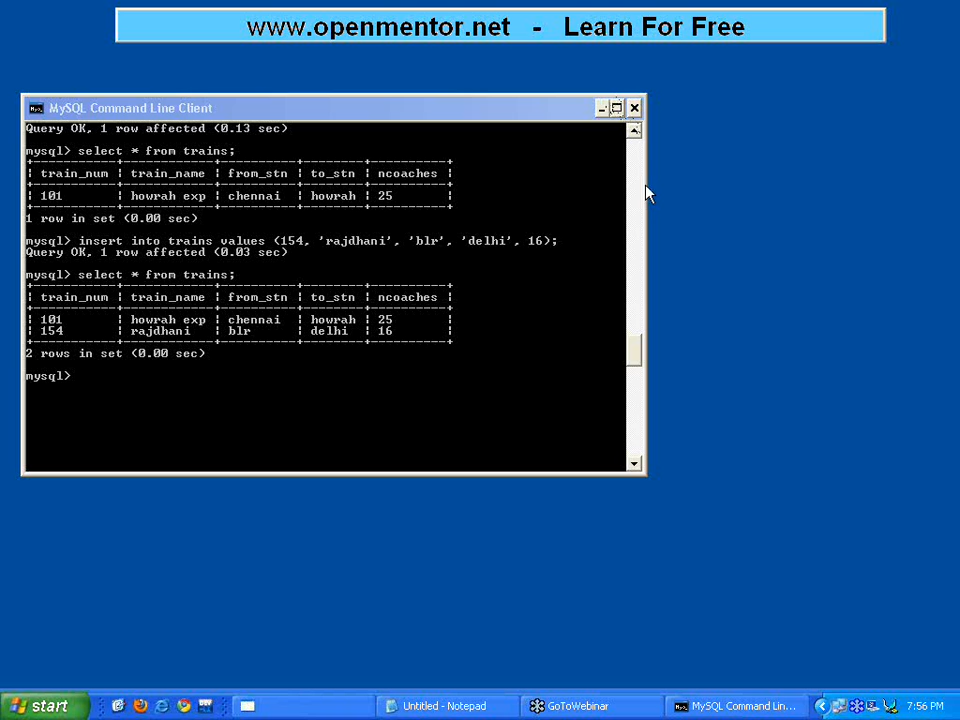 www.openmentor.net - Learn For Free
MySQL Command Line Client
Query OK, 1 row affected (0.13 sec)
mysql> select * from trains;
+-----------+------------+----------+--------+----------+
¦ train_num ¦ train_name ¦ from_stn ¦ to_stn ¦ ncoaches ¦
+-----------+------------+----------+--------+----------+
¦ 101 ¦ howrah exp ¦ chennai ¦ howrah ¦ 25 ¦
+-----------+------------+----------+--------+----------+
1 row in set (0.00 sec)
mysql> insert into trains values (154, 'rajdhani', 'blr', 'delhi', 16);
Query OK, 1 row affected (0.03 sec)
mysql> select * from trains;
+-----------+------------+----------+--------+----------+
¦ train_num ¦ train_name ¦ from_stn ¦ to_stn ¦ ncoaches ¦
+-----------+------------+----------+--------+----------+
¦ 101 ¦ howrah exp ¦ chennai ¦ howrah ¦ 25 ¦
¦ 154 ¦ rajdhani ¦ blr ¦ delhi ¦ 16 ¦
+-----------+------------+----------+--------+----------+
2 rows in set (0.00 sec)
mysql>
start Untitled - Notepad GoToWebinar MySQL Command Lin... 7:56 PM